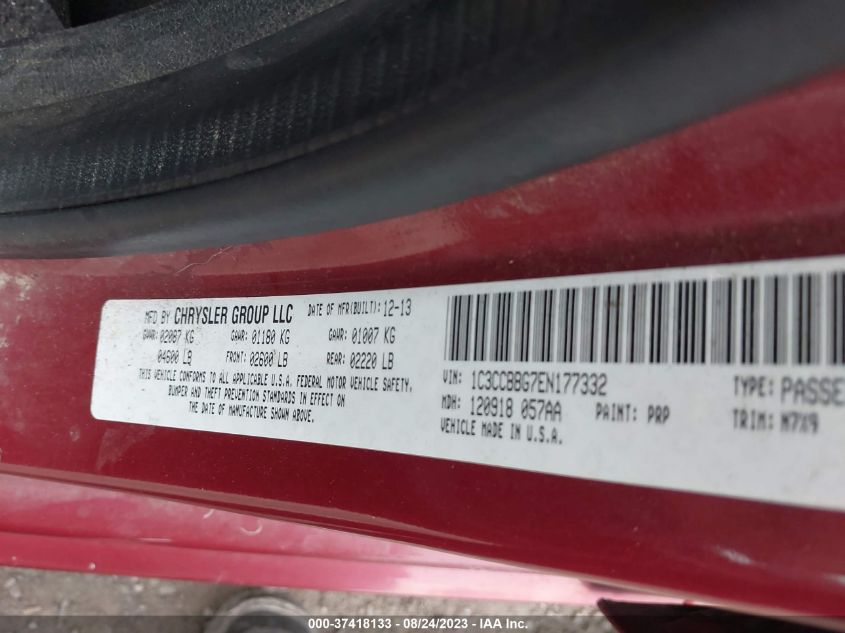 MFD BY CHRYSLER GROUP LLC DATE OF MFR(BUILT): 12-13
GVWR: 02087 KG GAWR: 01180 KG GAWR: 01007 KG
04600 LB FRONT: 02600 LB REAR: 02220 LB
THIS VEHICLE CONFORMS TO ALL APPLICABLE U.S.A. FEDERAL MOTOR VEHICLE SAFETY,
BUMPER AND THEFT PREVENTION STANDARDS IN EFFECT ON
THE DATE OF MANUFACTURE SHOWN ABOVE.
VIN: 1C3CCBBG7EN177332 TYPE: PASSE
MDH: 120918 057AA PAINT: PRP TRIM: M7X9
VEHICLE MADE IN U.S.A.
000-37418133 - 08/24/2023 - IAA Inc.